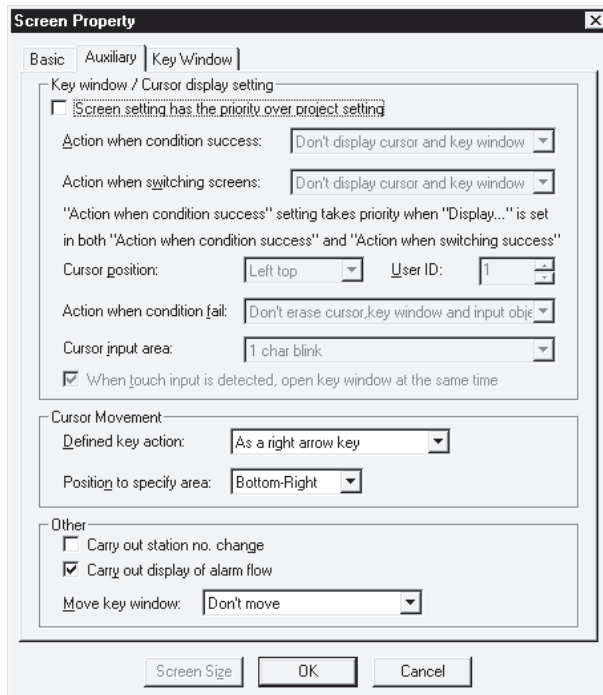 Screen Property
Basic Auxiliary Key Window
Key window / Cursor display setting
Screen setting has the priority over project setting
Action when condition success: Don't display cursor and key window
Action when switching screens: Don't display cursor and key window
"Action when condition success" setting takes priority when "Display..." is set
in both "Action when condition success" and "Action when switching success"
Cursor position: Left top User ID: 1
Action when condition fail: Don't erase cursor,key window and input obje
Cursor input area: 1 char blink
When touch input is detected, open key window at the same time
Cursor Movement
Defined key action: As a right arrow key
Position to specify area: Bottom-Right
Other
Carry out station no. change
Carry out display of alarm flow
Move key window: Don't move
Screen Size OK Cancel